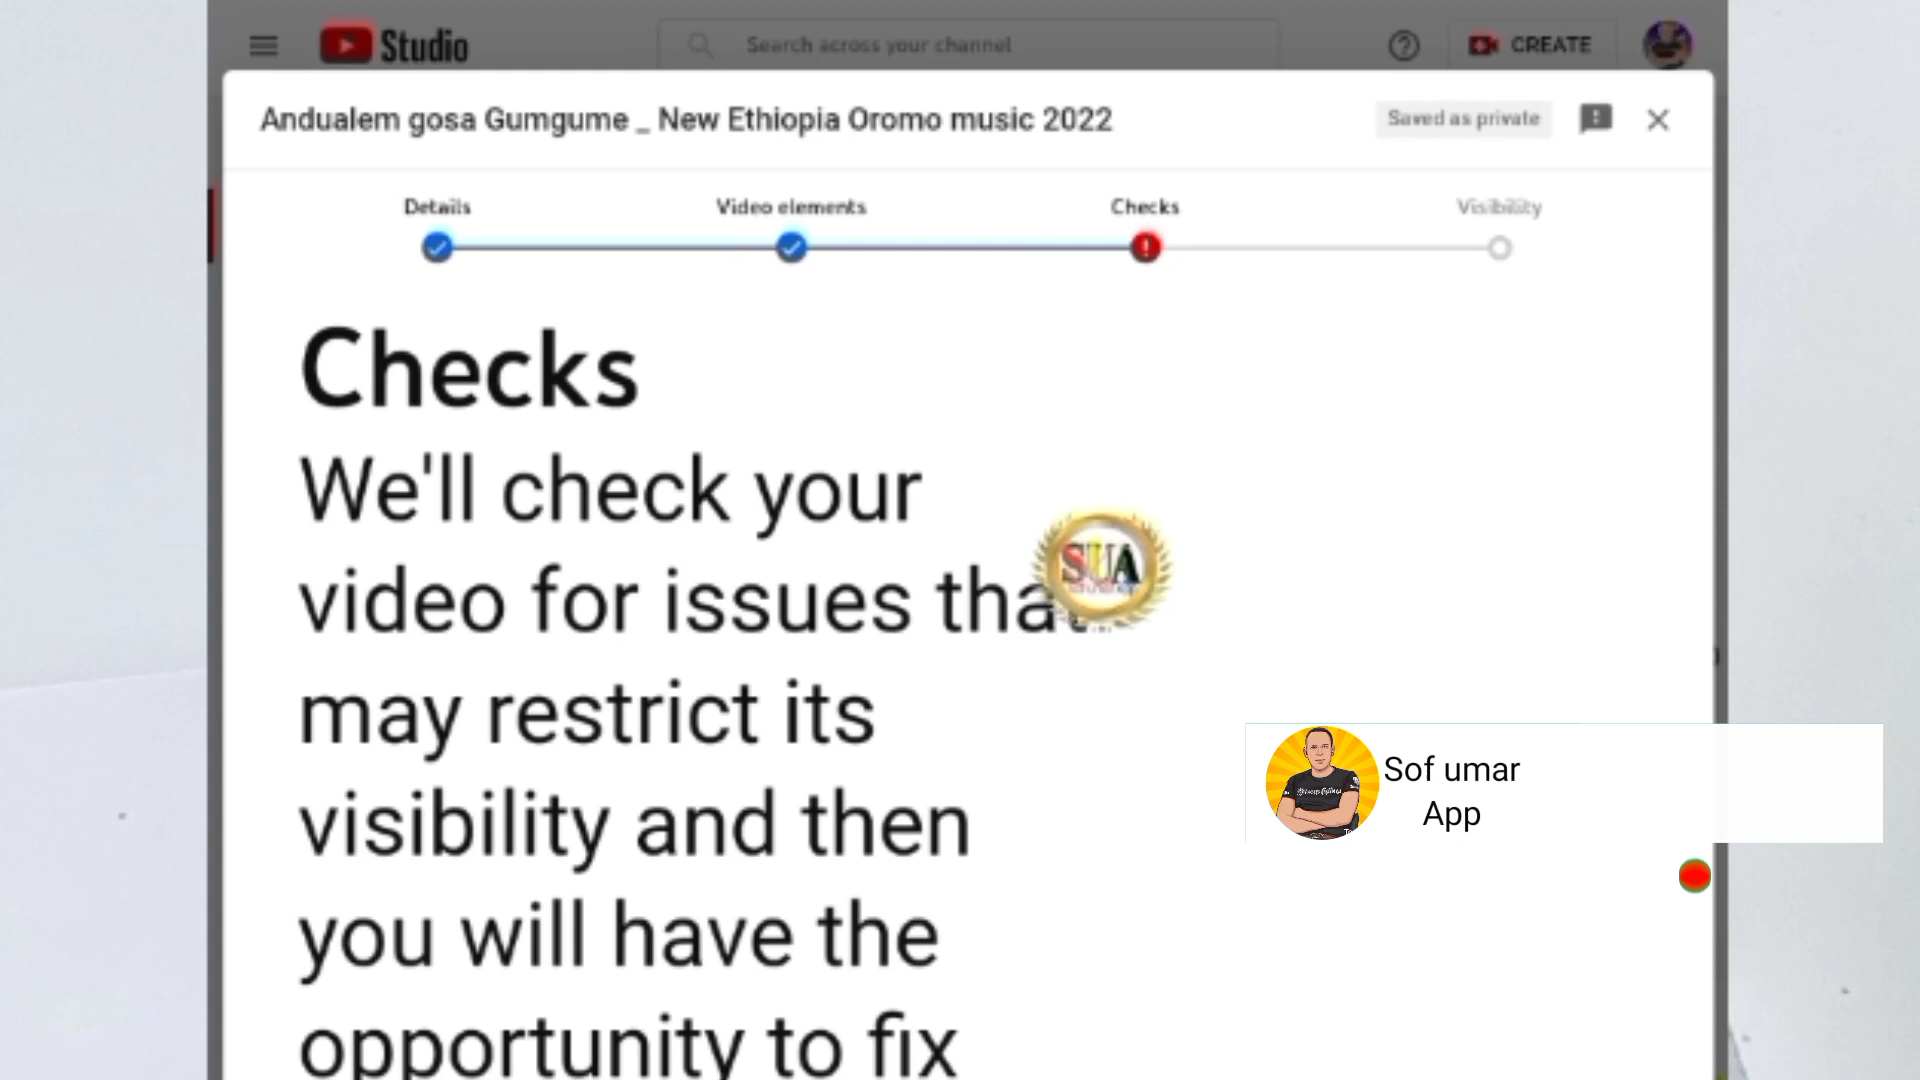 Studio
Search across your channel
CREATE
Andualem gosa Gumgume _ New Ethiopia Oromo music 2022
Saved as private
Details
Video elements
Checks
Visibility
Checks
We'll check your
video for issues that
may restrict its
visibility and then
you will have the
opportunity to fix
SUA
Sof umar
App